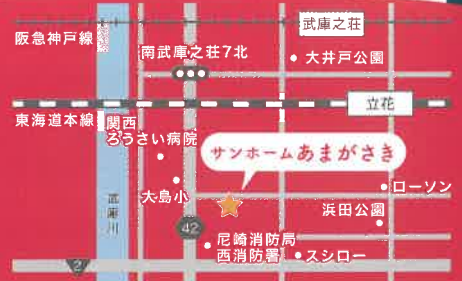 武庫之荘
阪急神戸線
南武庫之荘7北
大井戸公園
立花
東海道本線
関西
ろうさい病院
サンホームあまがさき
大島小
ローソン
武庫川
浜田公園
42
尼崎消防局
西消防署
スシロー
2